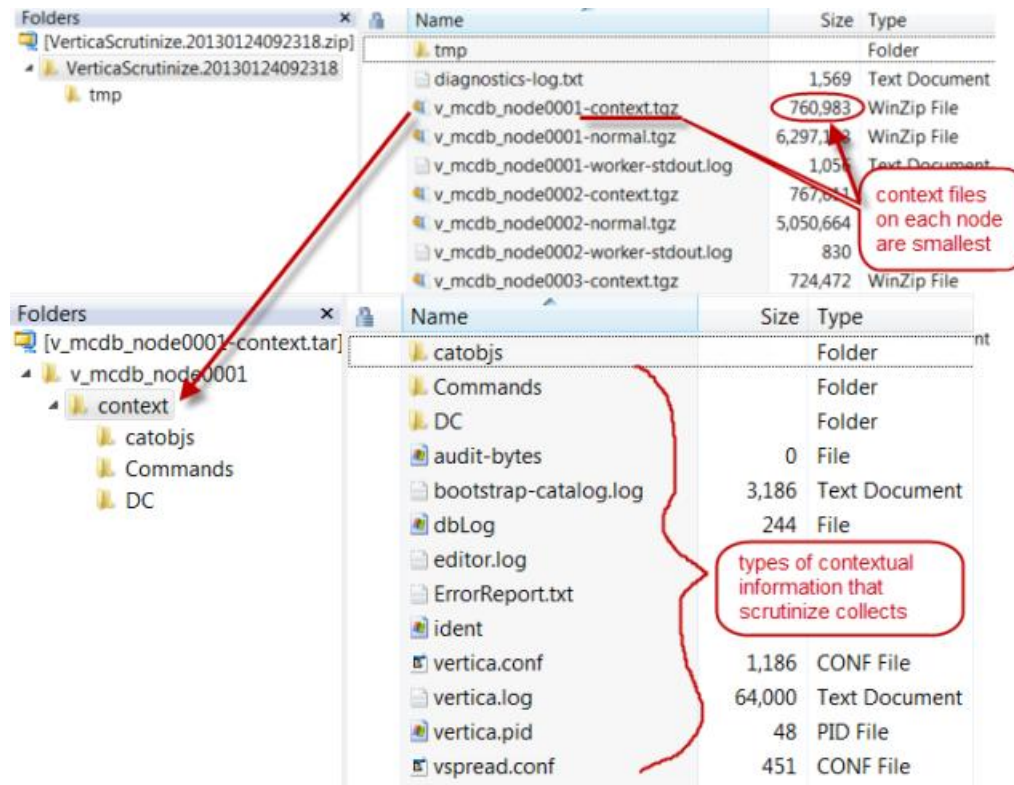 Folders × Name Size Type
[VerticaScrutinize.20130124092318.zip] tmp Folder
VerticaScrutinize.20130124092318 diagnostics-log.txt 1,569 Text Document
tmp v_mcdb_node0001-context.tgz 760,983 WinZip File
v_mcdb_node0001-normal.tgz WinZip File
v_mcdb_node0001-worker-stdout.log 1,056 Text Document
v_mcdb_node0002-context.tgz
v_mcdb_node0002-normal.tgz 5,050,664
v_mcdb_node0002-worker-stdout.log 830
v_mcdb_node0003-context.tgz 724,472 WinZip File
context files
on each node
are smallest
Folders × Name Size Type
[v_mcdb_node0001-context.tar] catobjs Folder nt
v_mcdb_node0001 Commands Folder
context DC Folder
catobjs audit-bytes 0 File
Commands bootstrap-catalog.log 3,186 Text Document
DC dbLog 244 File
editor.log
ErrorReport.txt
ident
vertica.conf 1,186 CONF File
vertica.log 64,000 Text Document
vertica.pid 48 PID File
vspread.conf 451 CONF File
types of contextual
information that
scrutinize collects